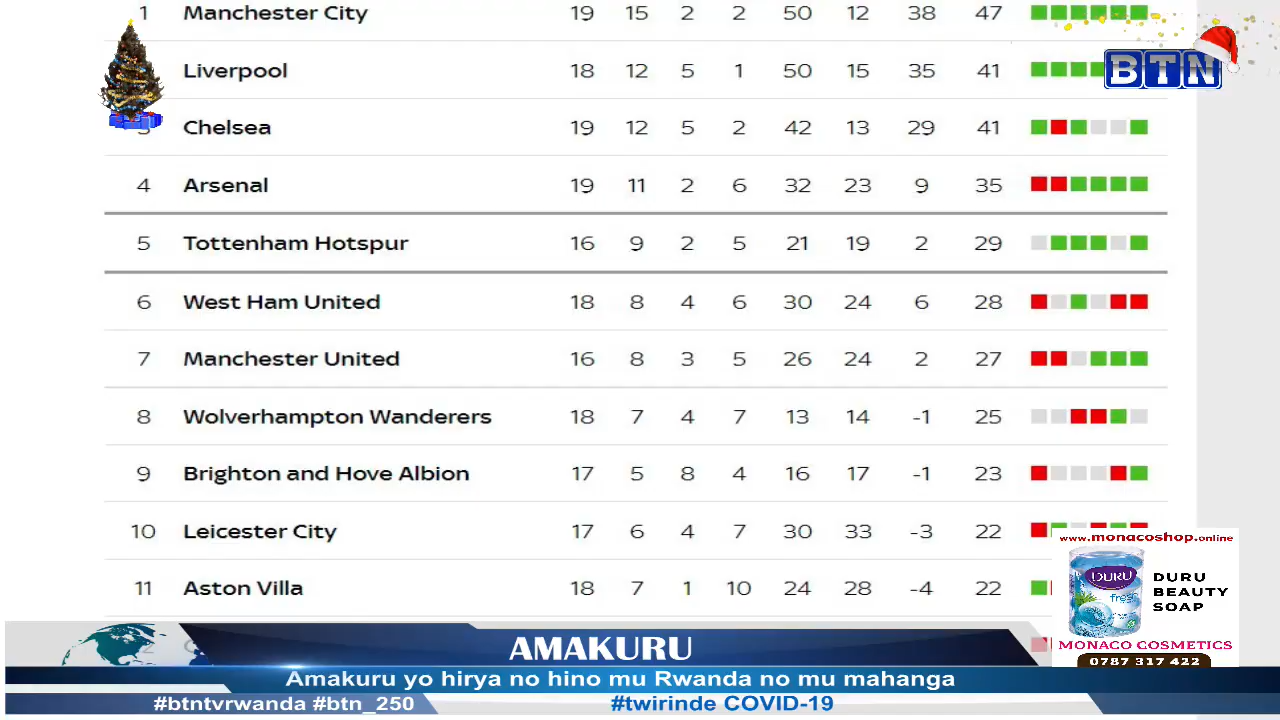 1 Manchester City 19 15 2 2 50 12 38 47
Liverpool 18 12 5 1 50 15 35 41
BTN
3 Chelsea 19 12 5 2 42 13 29 41
4 Arsenal 19 11 2 6 32 23 9 35
5 Tottenham Hotspur 16 9 2 5 21 19 2 29
6 West Ham United 18 8 4 6 30 24 6 28
7 Manchester United 16 8 3 5 26 24 2 27
8 Wolverhampton Wanderers 18 7 4 7 13 14 -1 25
9 Brighton and Hove Albion 17 5 8 4 16 17 -1 23
10 Leicester City 17 6 4 7 30 33 -3 22
11 Aston Villa 18 7 1 10 24 28 -4 22
www.monacoshop.online
DURU
fresh
DURU
BEAUTY
SOAP
MONACO COSMETICS
0787 317 422
AMAKURU
Amakuru yo hirya no hino mu Rwanda no mu mahanga
#btntvrwanda #btn_250
#twirinde COVID-19